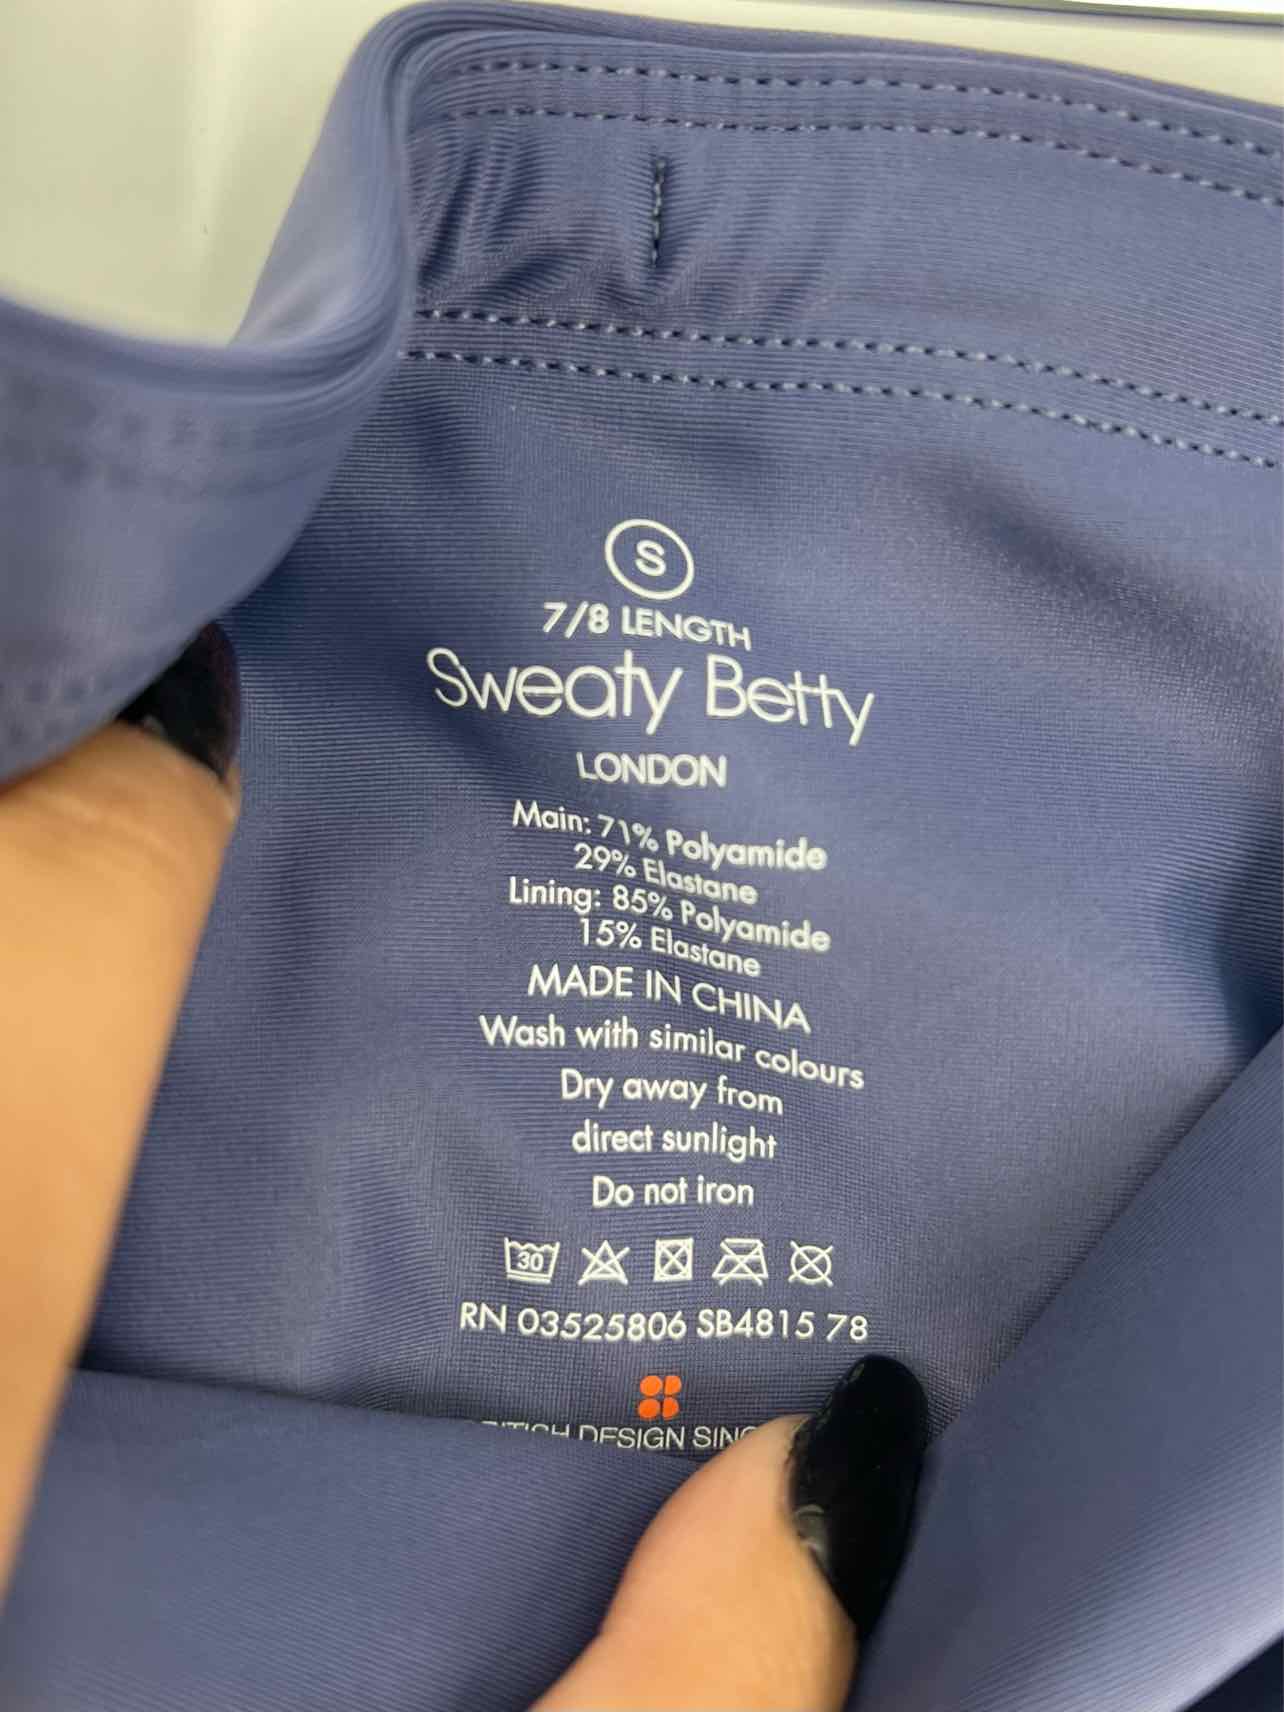 S
7/8 LENGTH
Sweaty Betty
LONDON
Main: 71% Polyamide
29% Elastane
Lining: 85% Polyamide
15% Elastane
MADE IN CHINA
Wash with similar colours
Dry away from
direct sunlight
Do not iron
30
RN 03525806 SB4815 78
DESIGN